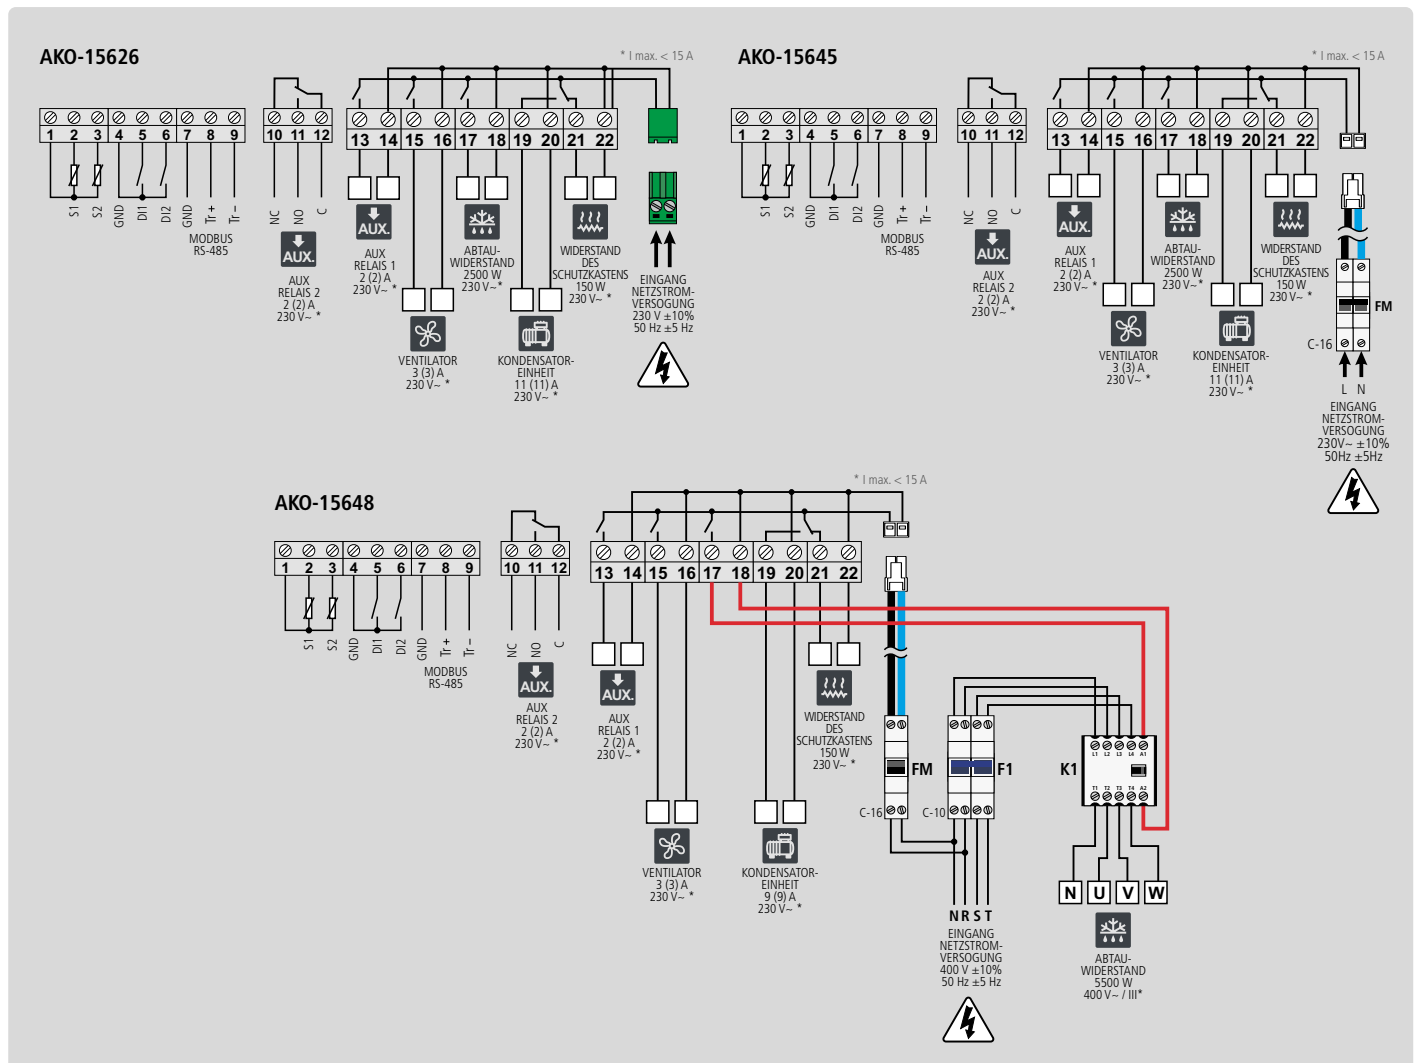 AKO-15626
* I max. < 15 A
1 2 3 4 5 6 7 8 9
10 11 12
13 14 15 16 17 18 19 20 21 22
S1
S2
GND
DI1
DI2
GND
Tr +
Tr –
MODBUS
RS-485
NC
NO
C
AUX.
AUX
RELAIS 2
2 (2) A
230 V~ *
AUX.
AUX
RELAIS 1
2 (2) A
230 V~ *
VENTILATOR
3 (3) A
230 V~ *
ABTAU-
WIDERSTAND
2500 W
230 V~ *
KONDENSATOR-
EINHEIT
11 (11) A
230 V~ *
WIDERSTAND
DES
SCHUTZKASTENS
150 W
230 V~ *
EINGANG
NETZSTROM-
VERSOGUNG
230 V ±10%
50 Hz ±5 Hz
AKO-15645
* I max. < 15 A
1 2 3 4 5 6 7 8 9
10 11 12
13 14 15 16 17 18 19 20 21 22
S1
S2
GND
DI1
DI2
GND
Tr +
Tr –
MODBUS
RS-485
NC
NO
C
AUX.
AUX
RELAIS 2
2 (2) A
230 V~ *
AUX.
AUX
RELAIS 1
2 (2) A
230 V~ *
VENTILATOR
3 (3) A
230 V~ *
ABTAU-
WIDERSTAND
2500 W
230 V~ *
KONDENSATOR-
EINHEIT
11 (11) A
230 V~ *
WIDERSTAND
DES
SCHUTZKASTENS
150 W
230 V~ *
FM
C-16
L N
EINGANG
NETZSTROM-
VERSOGUNG
230V~ ±10%
50Hz ±5Hz
AKO-15648
* I max. < 15 A
1 2 3 4 5 6 7 8 9
10 11 12
13 14 15 16 17 18 19 20 21 22
S1
S2
GND
DI1
DI2
GND
Tr +
Tr –
MODBUS
RS-485
NC
NO
C
AUX.
AUX
RELAIS 2
2 (2) A
230 V~ *
AUX.
AUX
RELAIS 1
2 (2) A
230 V~ *
VENTILATOR
3 (3) A
230 V~ *
KONDENSATOR-
EINHEIT
9 (9) A
230 V~ *
WIDERSTAND
DES
SCHUTZKASTENS
150 W
230 V~ *
FM
C-16
F1
C-10
K1
L1 L2 L3 L4 A1
T1 T2 T3 T4 A2
N R S T
EINGANG
NETZSTROM-
VERSOGUNG
400 V ±10%
50 Hz ±5 Hz
N U V W
ABTAU-
WIDERSTAND
5500 W
400 V~ / III*